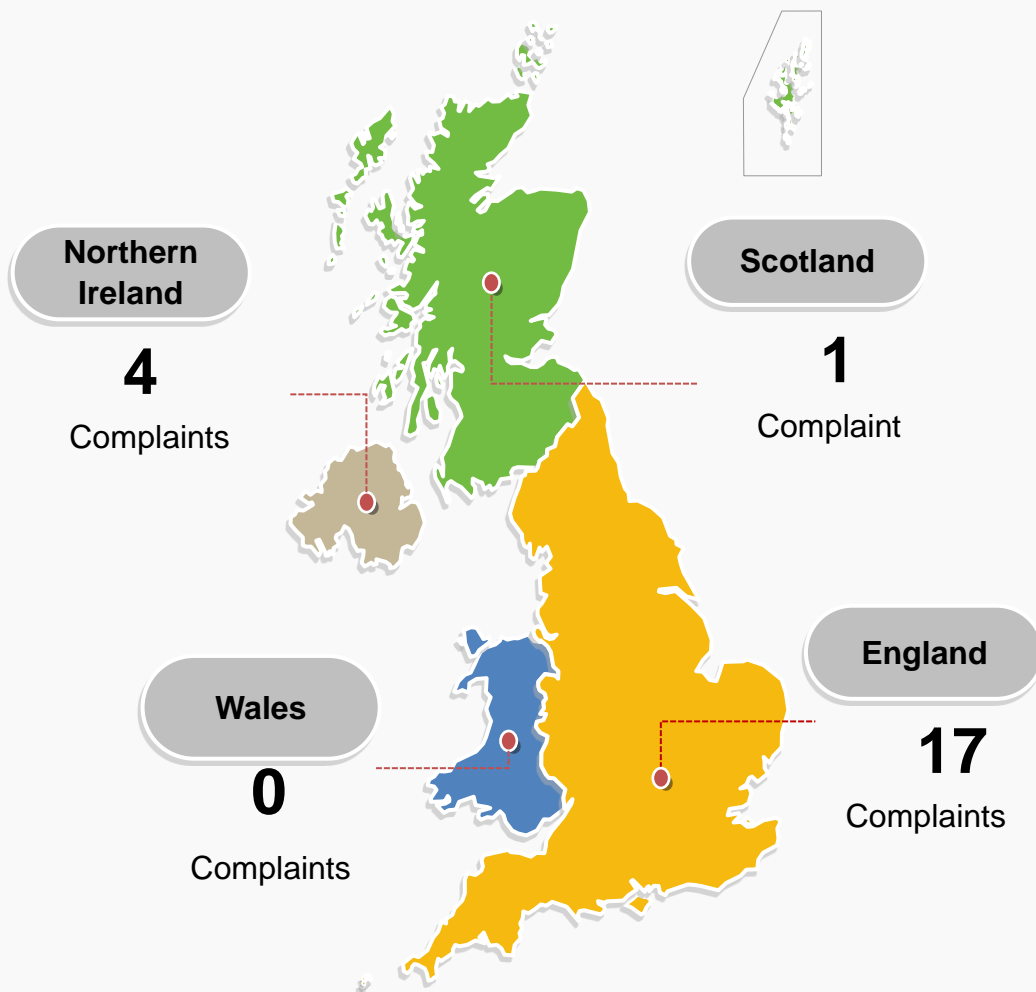 Northern
Ireland
4
Complaints
Scotland
1
Complaint
Wales
0
Complaints
England
17
Complaints